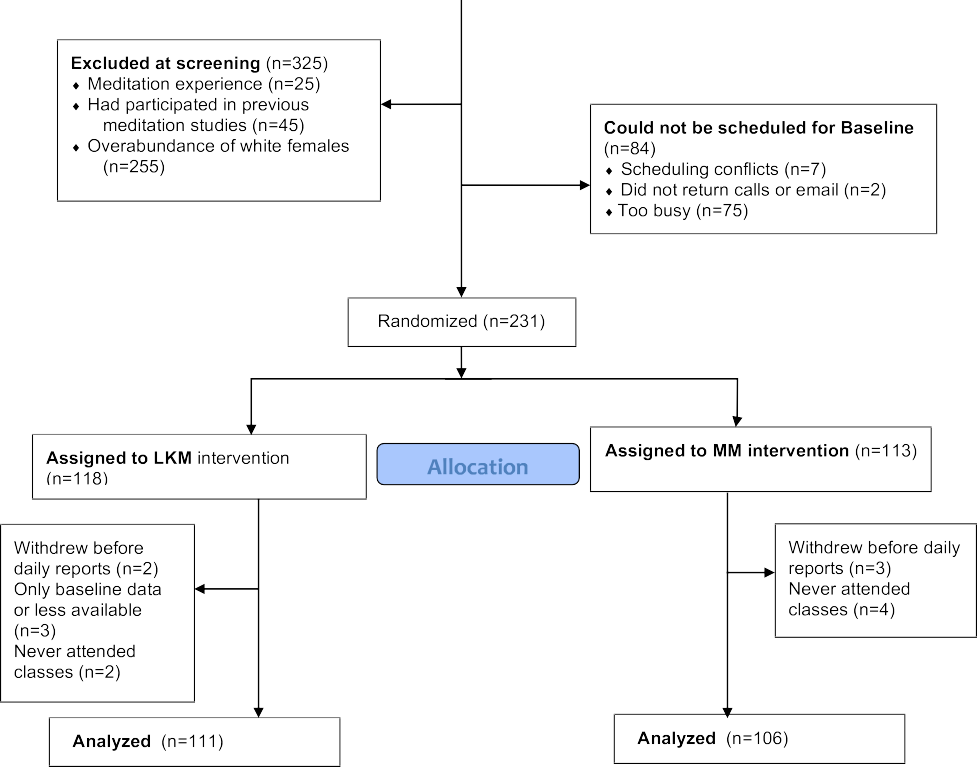 Excluded at screening (n=325)
♦ Meditation experience (n=25)
♦ Had participated in previous
meditation studies (n=45)
♦ Overabundance of white females
(n=255)
Could not be scheduled for Baseline
(n=84)
♦ Scheduling conflicts (n=7)
♦ Did not return calls or email (n=2)
♦ Too busy (n=75)
Randomized (n=231)
Assigned to LKM intervention
(n=118)
Allocation
Assigned to MM intervention (n=113)
Withdrew before
daily reports (n=2)
Only baseline data
or less available
(n=3)
Never attended
classes (n=2)
Withdrew before daily
reports (n=3)
Never attended
classes (n=4)
Analyzed (n=111)
Analyzed (n=106)